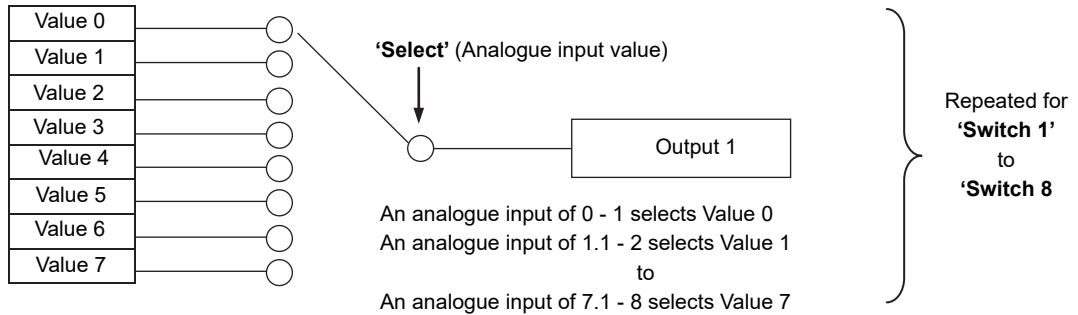 Value 0
Value 1
Value 2
Value 3
Value 4
Value 5
Value 6
Value 7
‘Select’ (Analogue input value)
Output 1
An analogue input of 0 - 1 selects Value 0
An analogue input of 1.1 - 2 selects Value 1
to
An analogue input of 7.1 - 8 selects Value 7
Repeated for
‘Switch 1’
to
‘Switch 8